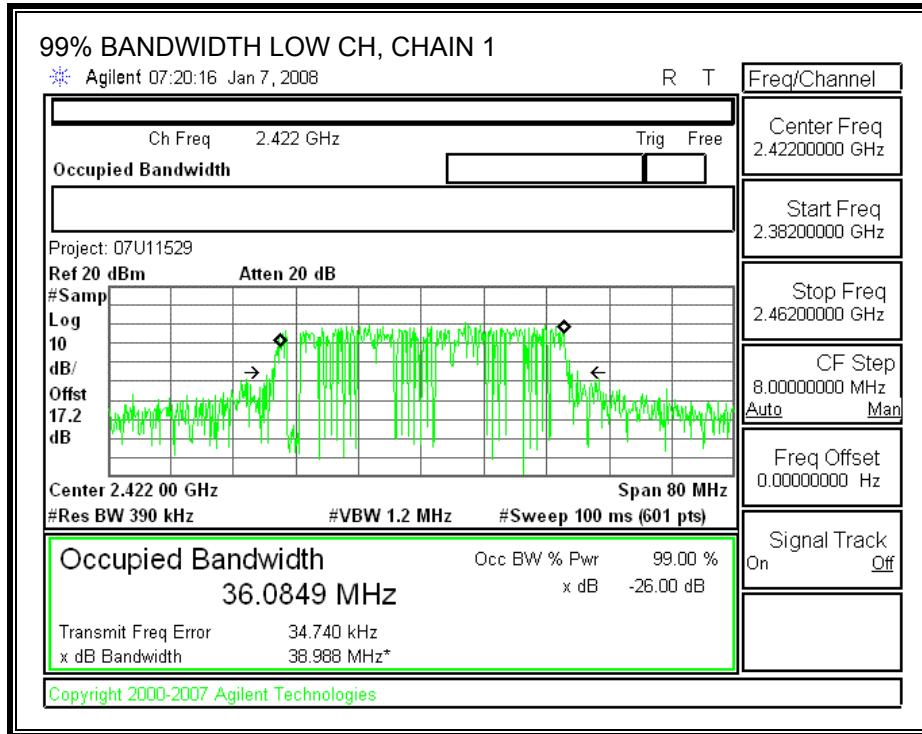 99% BANDWIDTH LOW CH, CHAIN 1
Agilent 07:20:16 Jan 7, 2008 R T
Freq/Channel
Ch Freq 2.422 GHz Trig Free
Occupied Bandwidth
Center Freq
2.42200000 GHz
Start Freq
2.38200000 GHz
Stop Freq
2.46200000 GHz
CF Step
8.00000000 MHz
Auto Man
Freq Offset
0.00000000 Hz
Signal Track
On Off
Project: 07U11529
Ref 20 dBm Atten 20 dB
#Samp
Log
10
dB/
Offst
17.2
dB
Center 2.422 00 GHz Span 80 MHz
#Res BW 390 kHz #VBW 1.2 MHz #Sweep 100 ms (601 pts)
Occupied Bandwidth
36.0849 MHz
Occ BW % Pwr 99.00 %
x dB -26.00 dB
Transmit Freq Error 34.740 kHz
x dB Bandwidth 38.988 MHz*
Copyright 2000-2007 Agilent Technologies